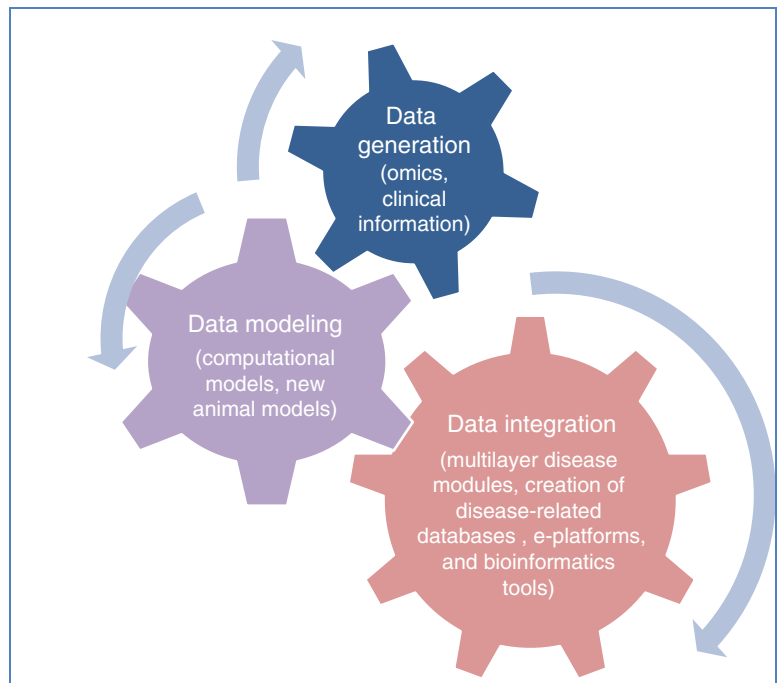 Data
generation
(omics,
clinical
information)
Data modeling
(computational
models, new
animal models)
Data integration
(multilayer disease
modules, creation of
disease-related
databases , e-platforms,
and bioinformatics
tools)